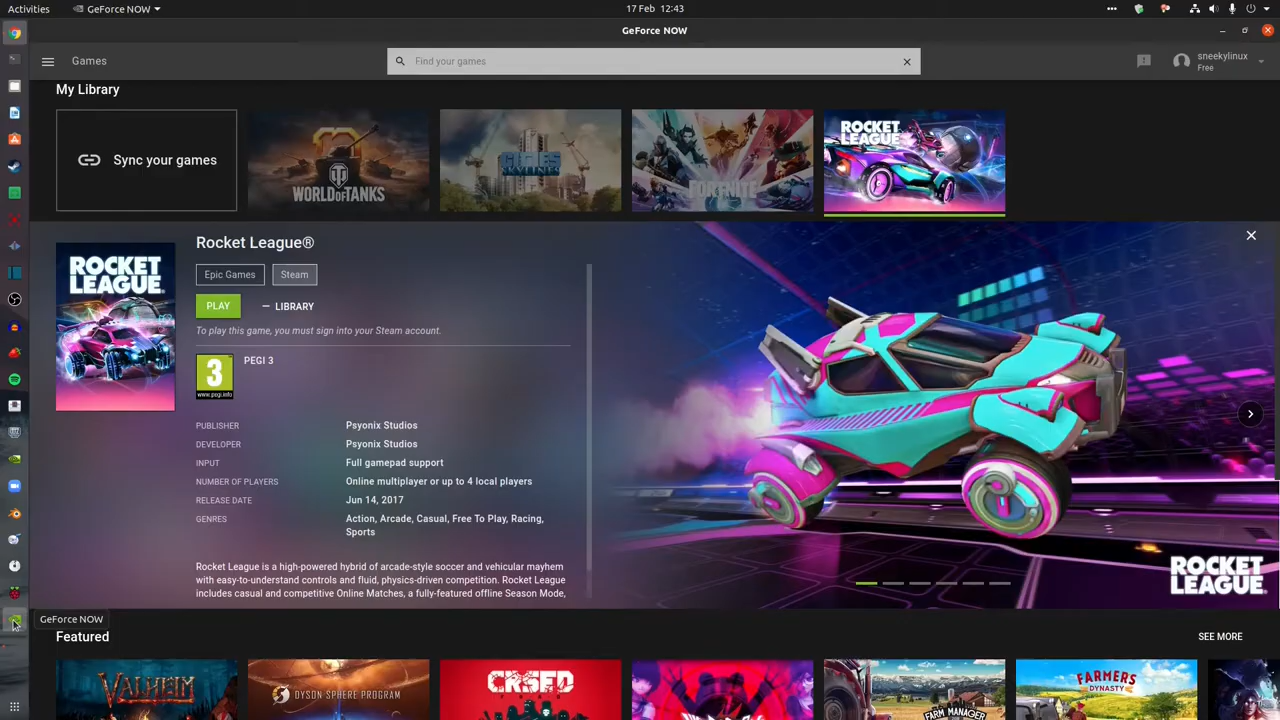 Activities
GeForce NOW
17 Feb 12:43
GeForce NOW
Games
Find your games
sneekylinux
Free
My Library
Sync your games
WORLD OF TANKS
CITIES
SKYLINES
FORTNITE
ROCKET
LEAGUE
Rocket League®
ROCKET
LEAGUE
Epic Games
Steam
PLAY
LIBRARY
To play this game, you must sign into your Steam account.
3
www.pegi.info
PEGI 3
PUBLISHER
Psyonix Studios
DEVELOPER
Psyonix Studios
INPUT
Full gamepad support
NUMBER OF PLAYERS
Online multiplayer or up to 4 local players
RELEASE DATE
Jun 14, 2017
GENRES
Action, Arcade, Casual, Free To Play, Racing,
Sports
Rocket League is a high-powered hybrid of arcade-style soccer and vehicular mayhem
with easy-to-understand controls and fluid, physics-driven competition. Rocket League
includes casual and competitive Online Matches, a fully-featured offline Season Mode,
ROCKET
LEAGUE
GeForce NOW
Featured
SEE MORE
VALHEIM
DYSON SPHERE PROGRAM
CRSED
FARM MANAGER
FARMER'S
DYNASTY